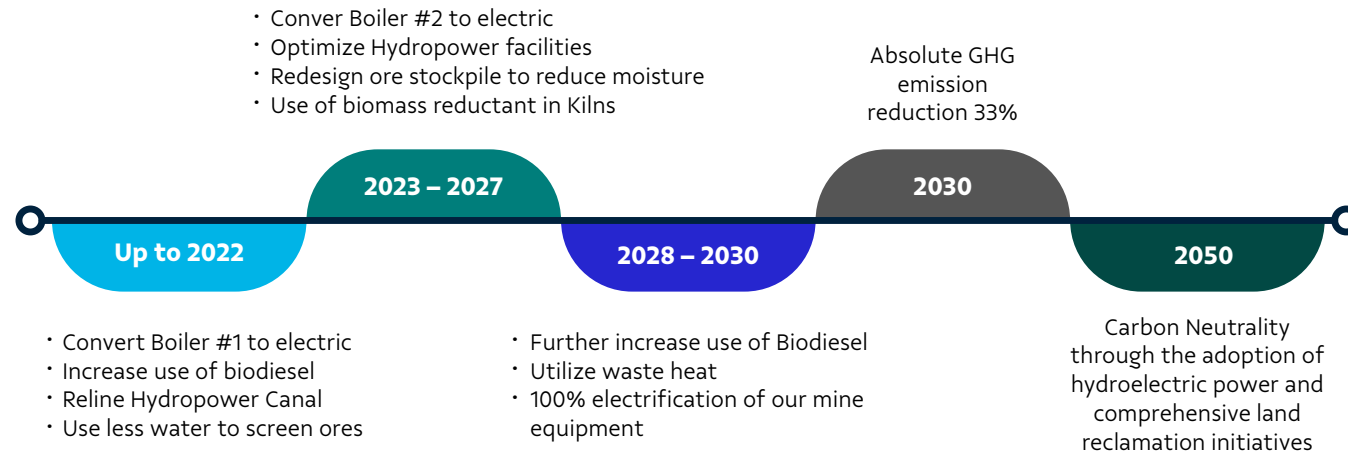 · Conver Boiler #2 to electric
· Optimize Hydropower facilities
· Redesign ore stockpile to reduce moisture
· Use of biomass reductant in Kilns
Absolute GHG
emission
reduction 33%
2023 – 2027
2030
Up to 2022
2028 – 2030
2050
· Convert Boiler #1 to electric
· Increase use of biodiesel
· Reline Hydropower Canal
· Use less water to screen ores
· Further increase use of Biodiesel
· Utilize waste heat
· 100% electrification of our mine
equipment
Carbon Neutrality
through the adoption of
hydroelectric power and
comprehensive land
reclamation initiatives